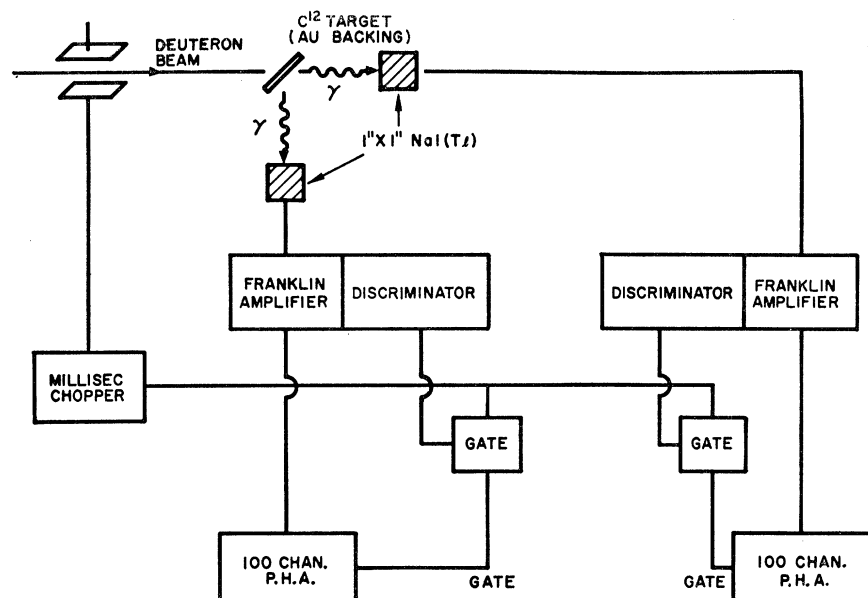 C¹² TARGET
(AU BACKING)
DEUTERON
BEAM
γ
γ
1"X1" NaI(Tℓ)
FRANKLIN
AMPLIFIER
DISCRIMINATOR
DISCRIMINATOR
FRANKLIN
AMPLIFIER
MILLISEC
CHOPPER
GATE
GATE
100 CHAN.
P.H.A.
GATE
GATE
100 CHAN.
P.H.A.